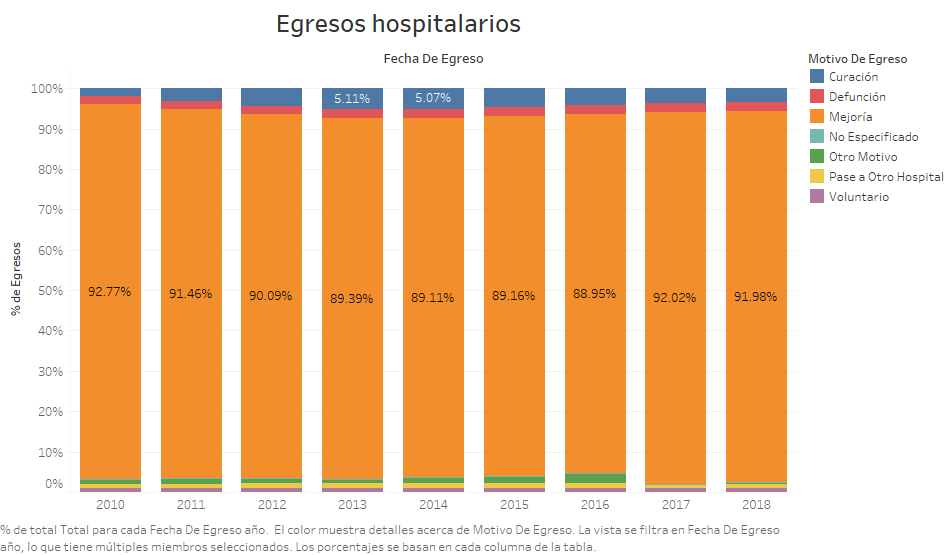 Egresos hospitalarios
Fecha De Egreso
Motivo De Egreso
Curación
Defunción
Mejoría
No Especificado
Otro Motivo
Pase a Otro Hospital
Voluntario
% de Egresos
100%
90%
80%
70%
60%
50%
40%
30%
20%
10%
0%
5.11%
5.07%
92.77%
91.46%
90.09%
89.39%
89.11%
89.16%
88.95%
92.02%
91.98%
2010
2011
2012
2013
2014
2015
2016
2017
2018
% de total Total para cada Fecha De Egreso año.  El color muestra detalles acerca de Motivo De Egreso. La vista se filtra en Fecha De Egreso
año, lo que tiene múltiples miembros seleccionados. Los porcentajes se basan en cada columna de la tabla.